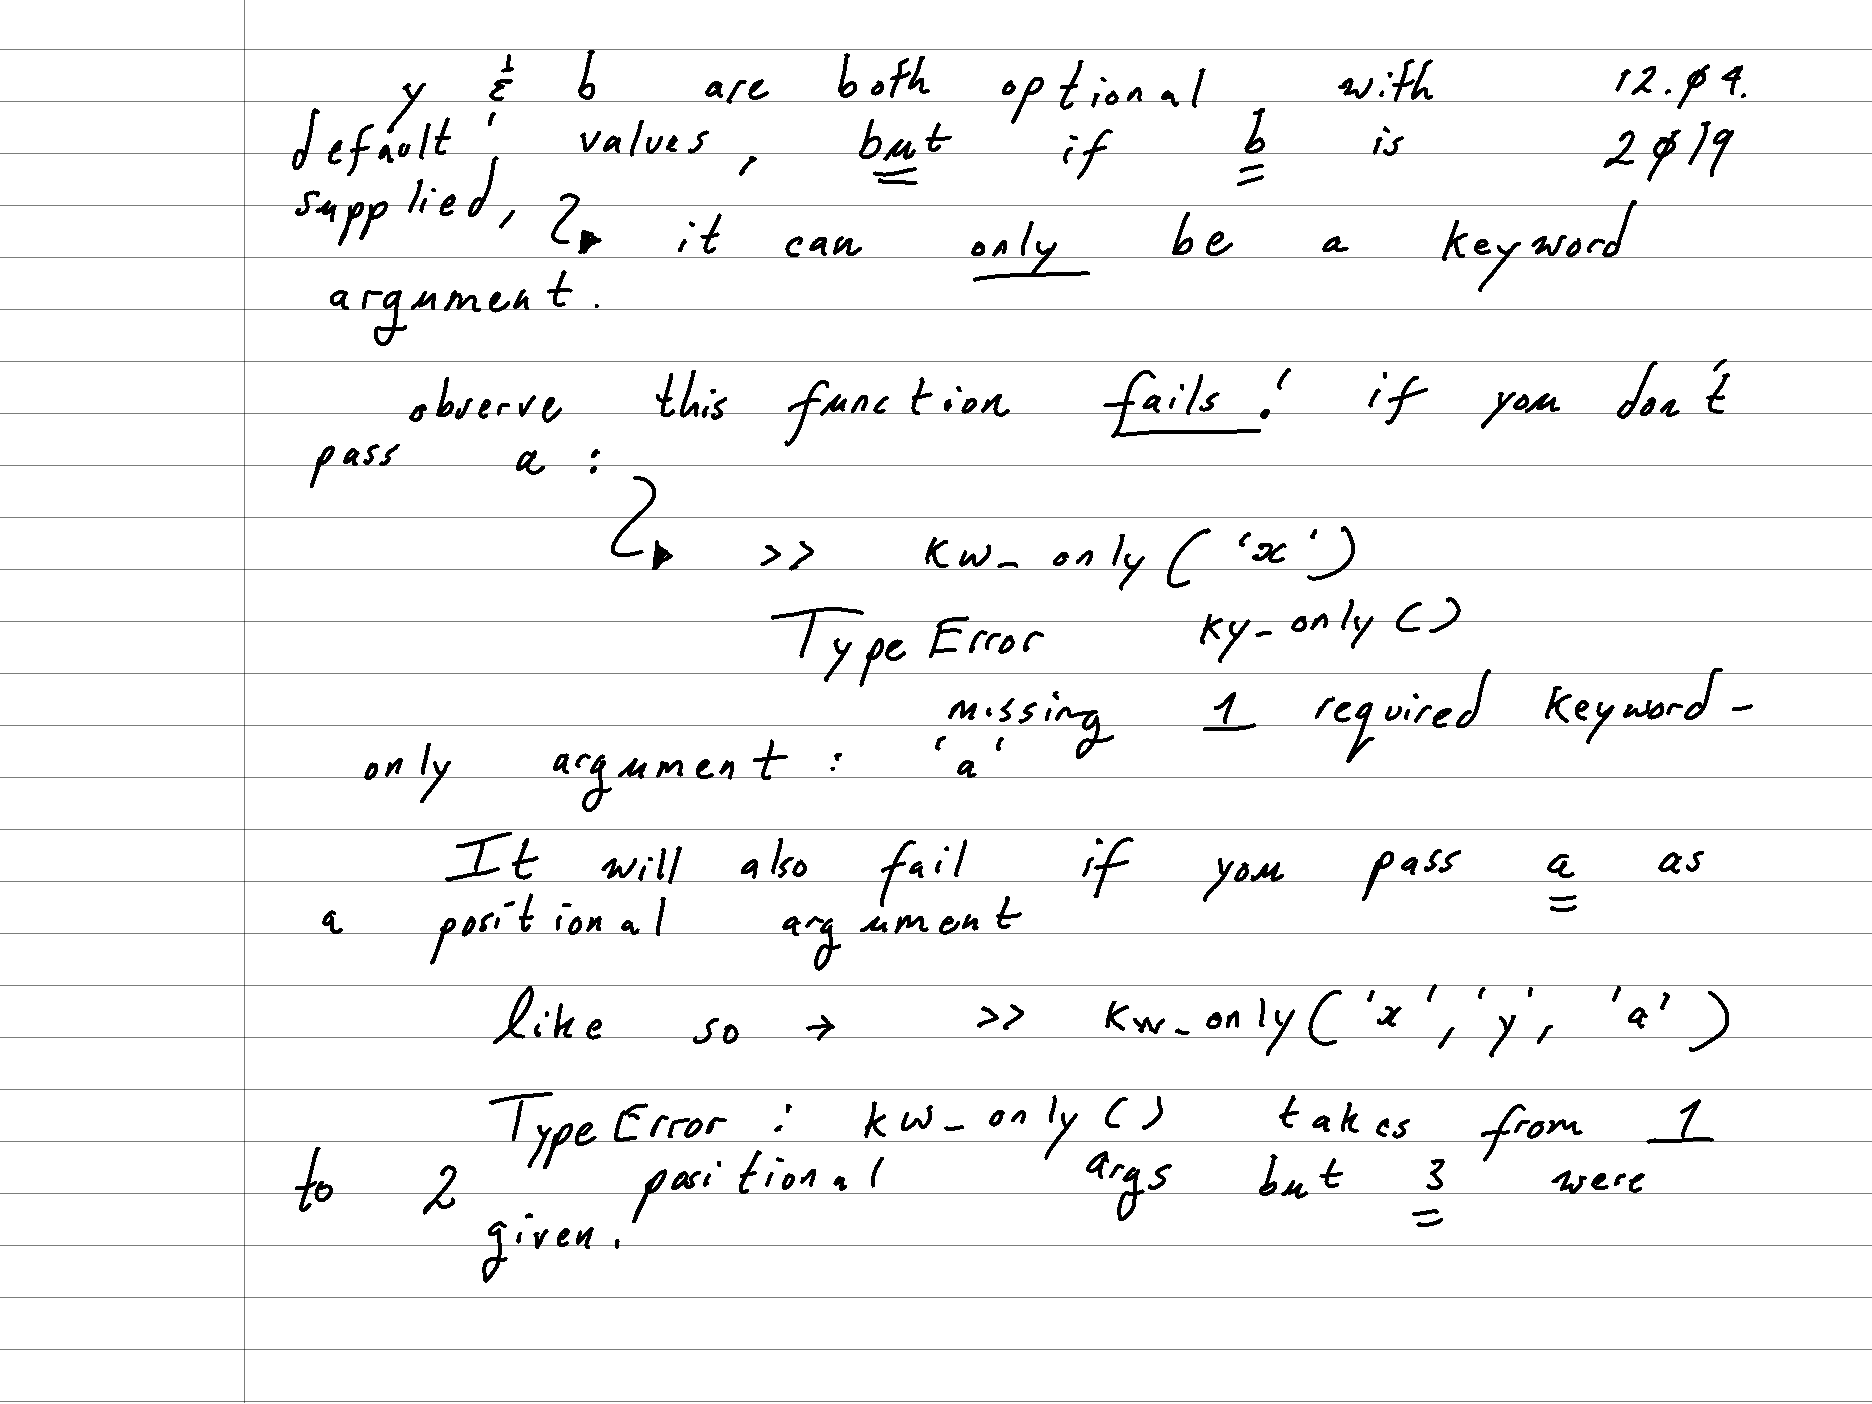 y & b are both optional with 12.04.
default values, but if b is 2019
supplied, it can only be a keyword
argument.
observe this function fails! if you don't
pass a :
>> kw_only('x')
TypeError ky_only()
missing 1 required keyword-
only argument : 'a'
It will also fail if you pass a as
a positional argument
like so → >> kw_only('x', 'y', 'a')
TypeError : kw_only() takes from 1
to 2 positional args but 3 were
given.